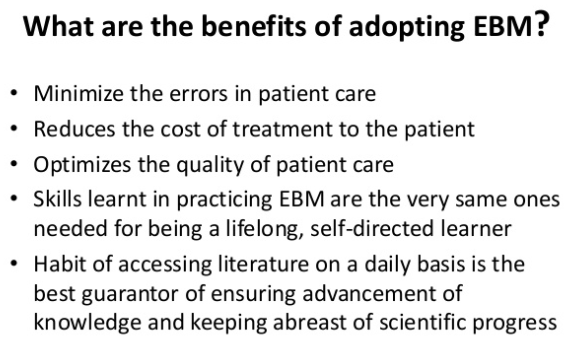 What are the benefits of adopting EBM?
• Minimize the errors in patient care
• Reduces the cost of treatment to the patient
• Optimizes the quality of patient care
• Skills learnt in practicing EBM are the very same ones
needed for being a lifelong, self-directed learner
• Habit of accessing literature on a daily basis is the
best guarantor of ensuring advancement of
knowledge and keeping abreast of scientific progress